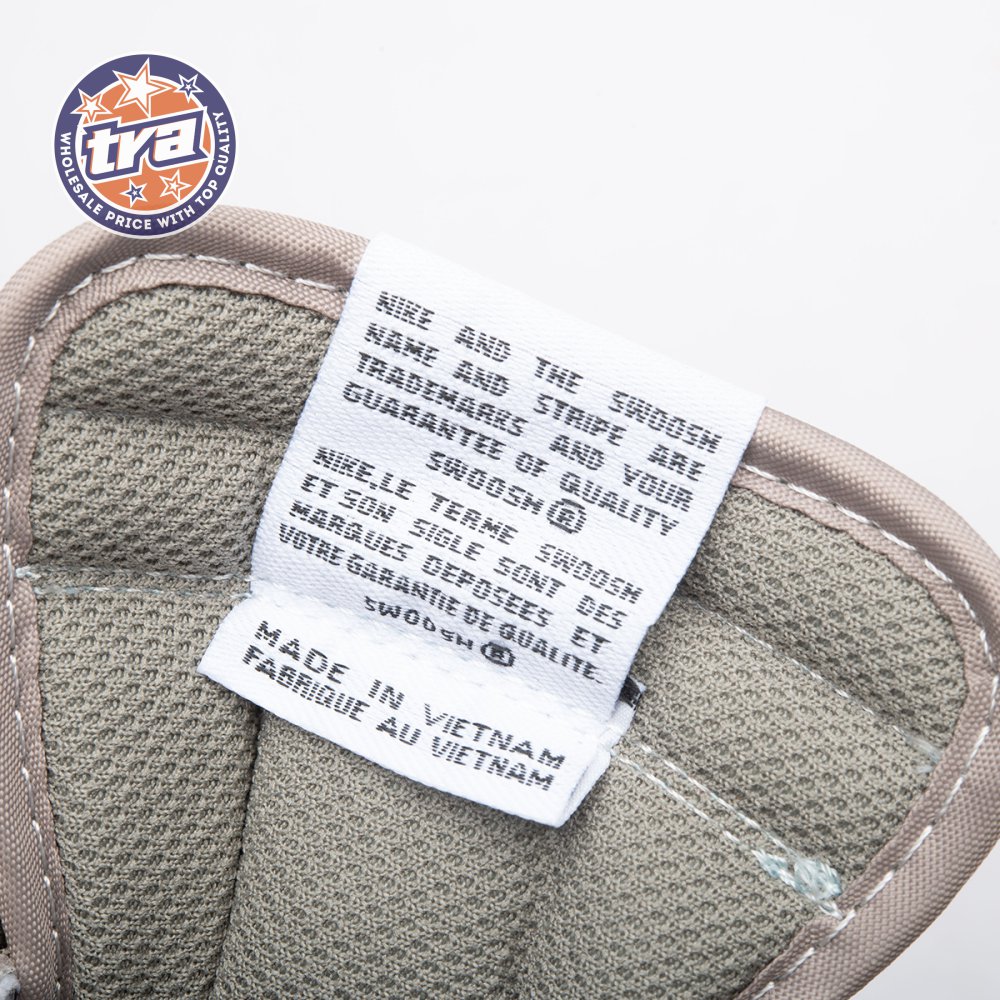 tra
WHOLESALE PRICE WITH TOP QUALITY
NIKE AND THE SWOOSH
NAME AND STRIPE ARE
TRADEMARKS AND YOUR
GUARANTEE OF QUALITY
SWOOSH ®
NIKE,LE TERME SWOOSH
ET SON SIGLE SONT DES
MARQUES DEPOSEES ET
VOTRE GARANTIE DE QUALITE.
SWOOSH ®
MADE IN VIETNAM
FABRIQUE AU VIETNAM